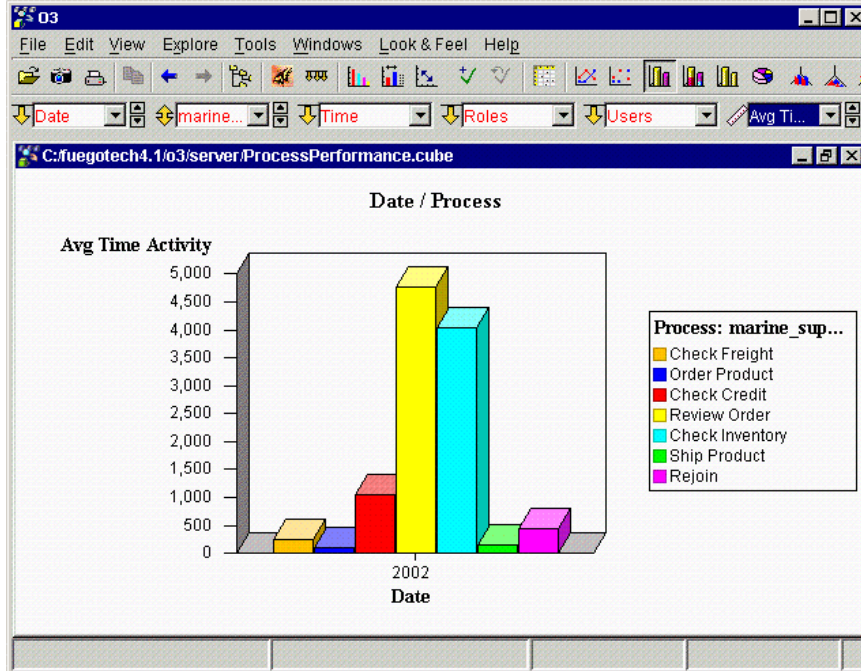 O3
File Edit View Explore Tools Windows Look & Feel Help
Date marine... Time Roles Users Avg Ti...
C:/fuegotech4.1/o3/server/ProcessPerformance.cube
Date / Process
Avg Time Activity
5,000
4,500
4,000
3,500
3,000
2,500
2,000
1,500
1,000
500
0
2002
Date
Process: marine_sup...
Check Freight
Order Product
Check Credit
Review Order
Check Inventory
Ship Product
Rejoin